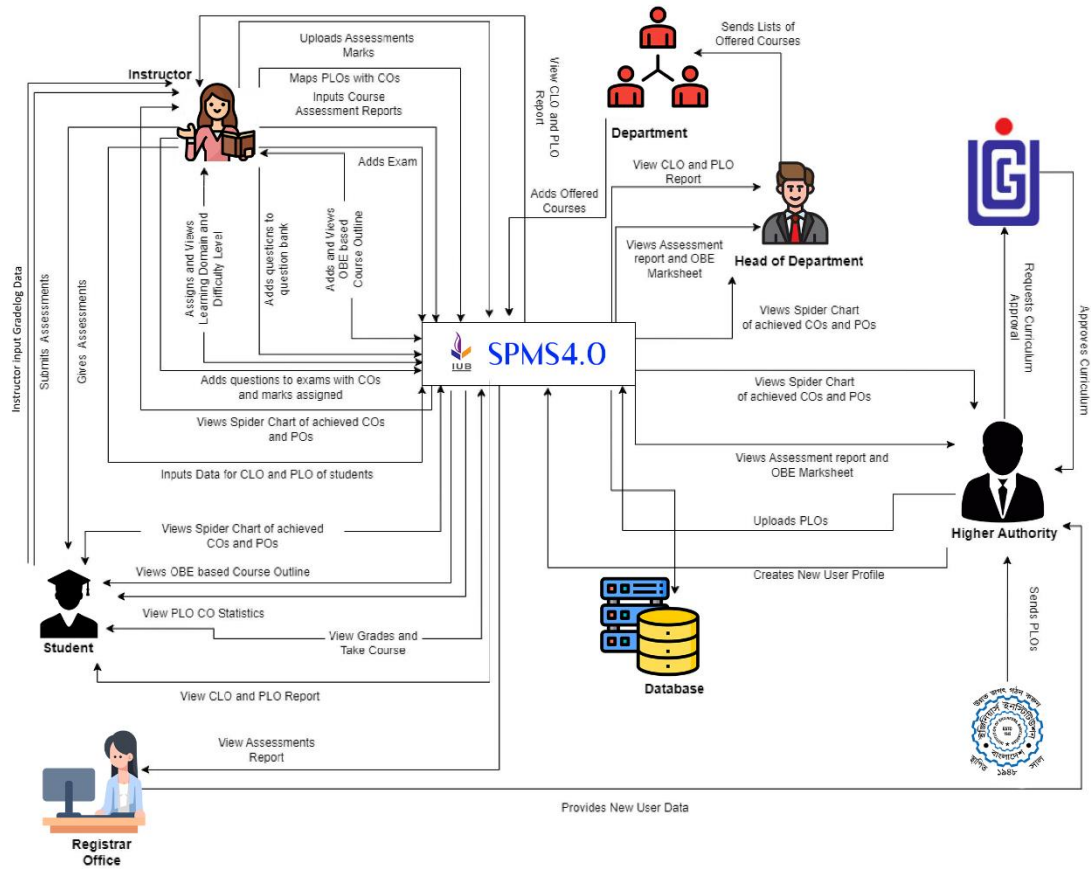 Sends Lists of
Offered Courses
Uploads Assessments
Marks
Instructor
Maps PLOs with COs
Inputs Course
Assessment Reports
View CLO and PLO
Report
Department
Adds Exam
View CLO and PLO
Report
Adds Offered
Courses
UGC
Assigns and Views
Learning Domain and
Difficulty Level
Adds questions to
question bank
Adds and Views
OBE based
Course Outline
Views Assessment
report and OBE
Marksheet
Head of Department
Instructor input Gradelog Data
Submits Assessments
Gives Assessments
Requests Curriculum
Approral
Approves Curriculum
Views Spider Chart
of achieved COs and POs
IUB
SPMS4.0
Adds questions to exams with COs
and marks assigned
Views Spider Chart
of achieved COs and POs
Views Spider Chart of achieved COs
and POs
Inputs Data for CLO and PLO of students
Views Assessment report and
OBE Marksheet
Views Spider Chart of achieved
COs and POs
Uploads PLOs
Higher Authority
Views OBE based Course Outline
Creates New User Profile
View PLO CO Statistics
Sends PLOs
Student
View Grades and
Take Course
View CLO and PLO Report
Database
ইঞ্জিনিয়ার্স ইনস্টিটিউশন
বাংলাদেশ
স্থাপিত
১৯৪৮
সাল
View Assessments
Report
Provides New User Data
Registrar
Office